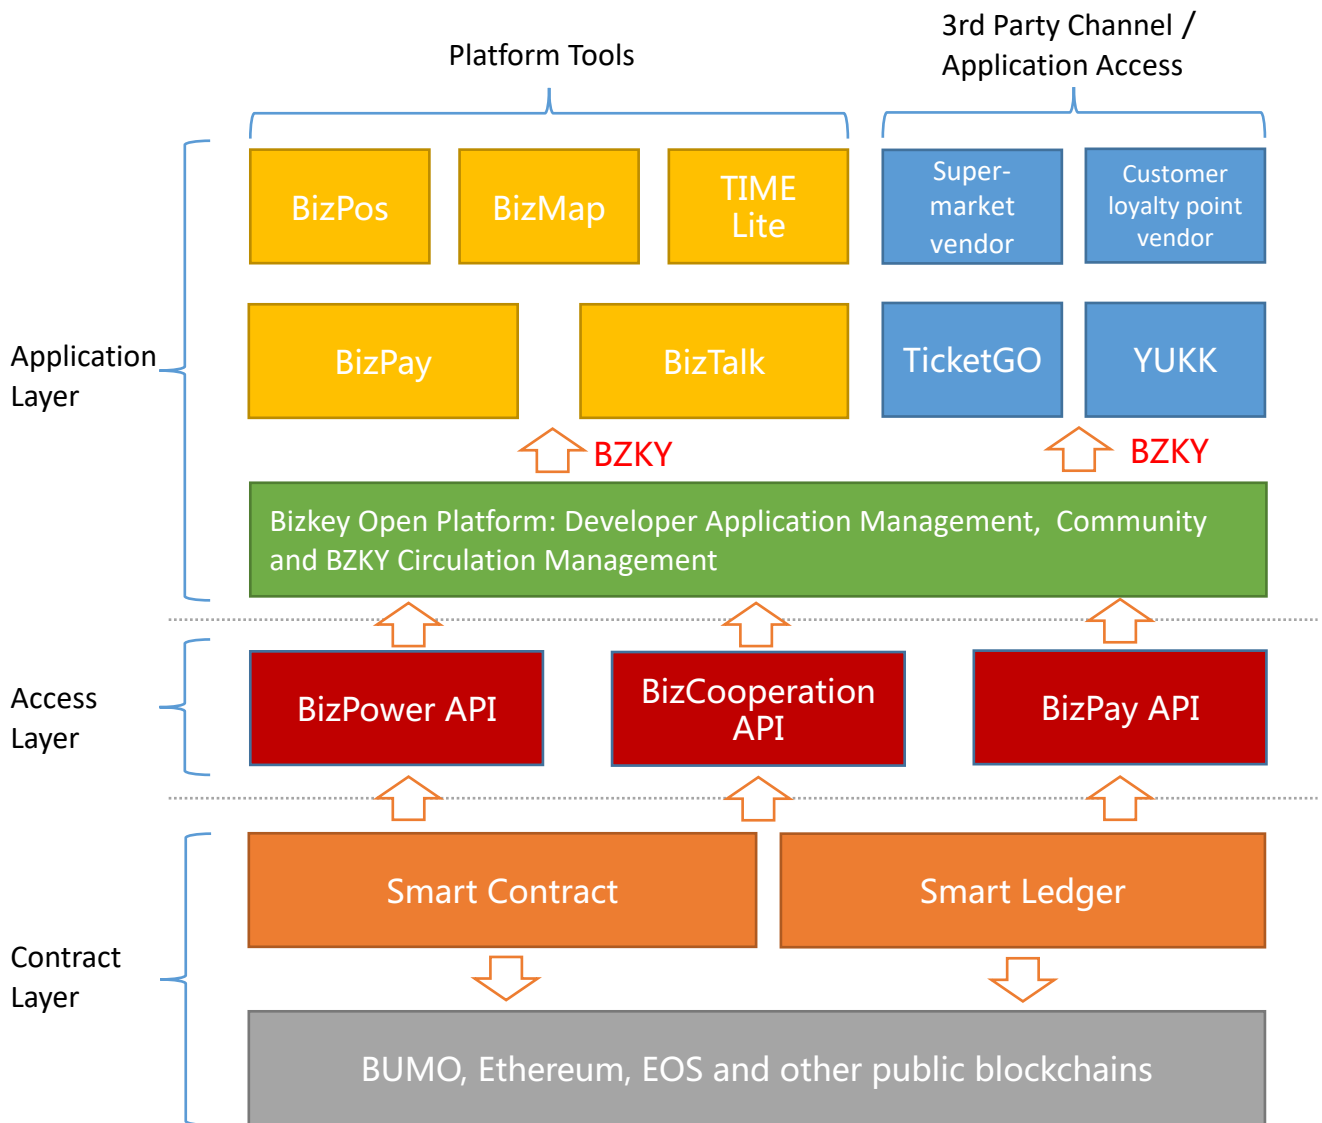 Platform Tools
3rd Party Channel /
Application Access
BizPos
BizMap
TIME
Lite
Super-
market
vendor
Customer
loyalty point
vendor
Application
Layer
BizPay
BizTalk
TicketGO
YUKK
BZKY
BZKY
Bizkey Open Platform: Developer Application Management, Community
and BZKY Circulation Management
Access
Layer
BizPower API
BizCooperation
API
BizPay API
Smart Contract
Smart Ledger
Contract
Layer
BUMO, Ethereum, EOS and other public blockchains